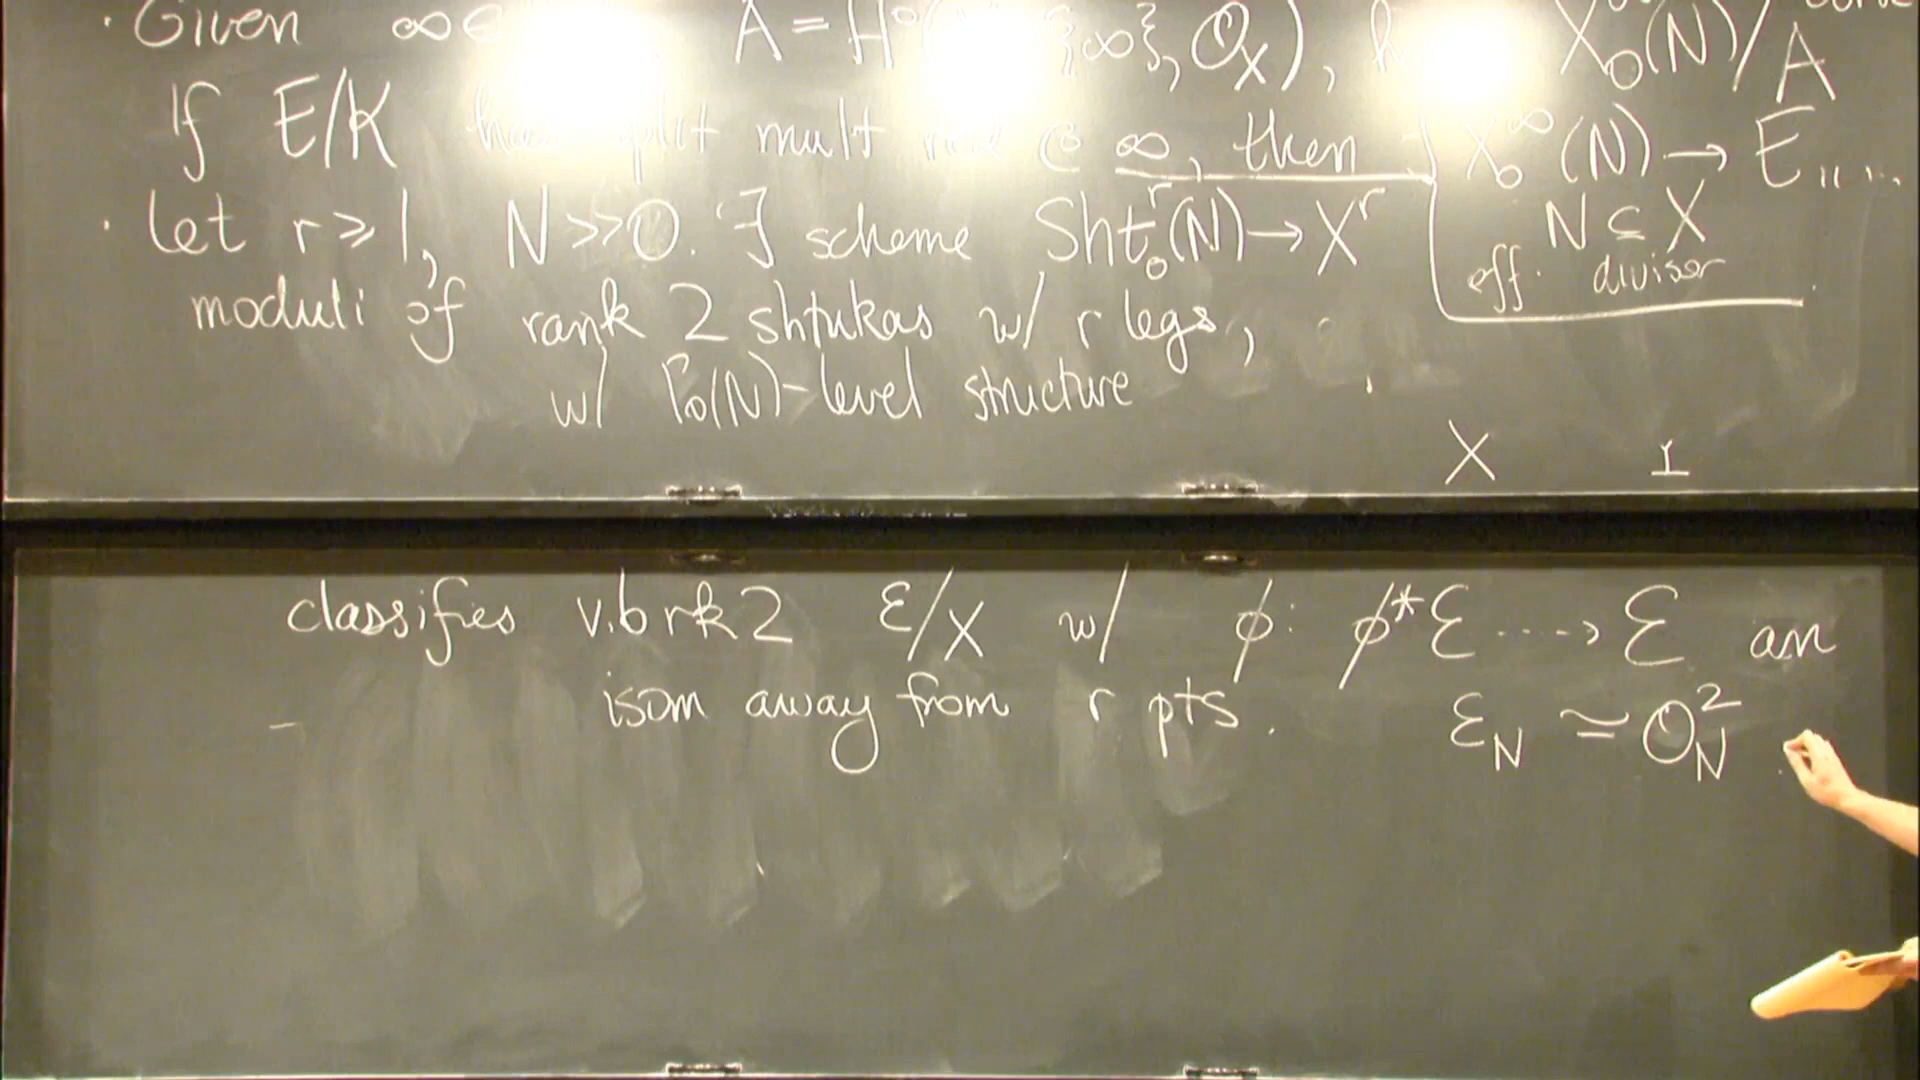 · Given ∞ A = H⁰( {∞}, O_X), X₀(N)/A
If E/K split mult @ ∞, then X₀^∞(N) → E
· Let r ≥ 1, N >> 0. ∃ scheme Sht₀^r(N) → X^r
N ⊆ X
eff. divisor
moduli of rank 2 shtukas w/ r legs,
w/ Γ₀(N)-level structure
X r
classifies v.b rk 2 ℰ/X w/ ϕ: ϕ*ℰ ⇢ ℰ an
isom away from r pts. ℰ_N ≃ O_N²